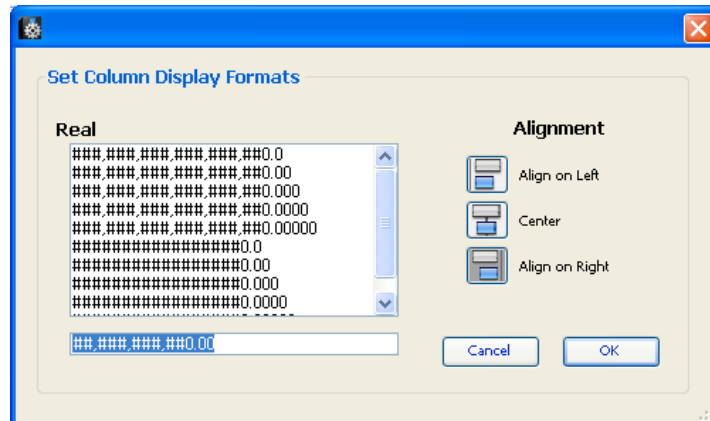 Set Column Display Formats
Real
###,###,###,###,###,##0.0
###,###,###,###,###,##0.00
###,###,###,###,###,##0.000
###,###,###,###,###,##0.0000
###,###,###,###,###,##0.00000
#################0.0
#################0.00
#################0.000
#################0.0000
##,###,###,##0.00
Alignment
Align on Left
Center
Align on Right
Cancel
OK